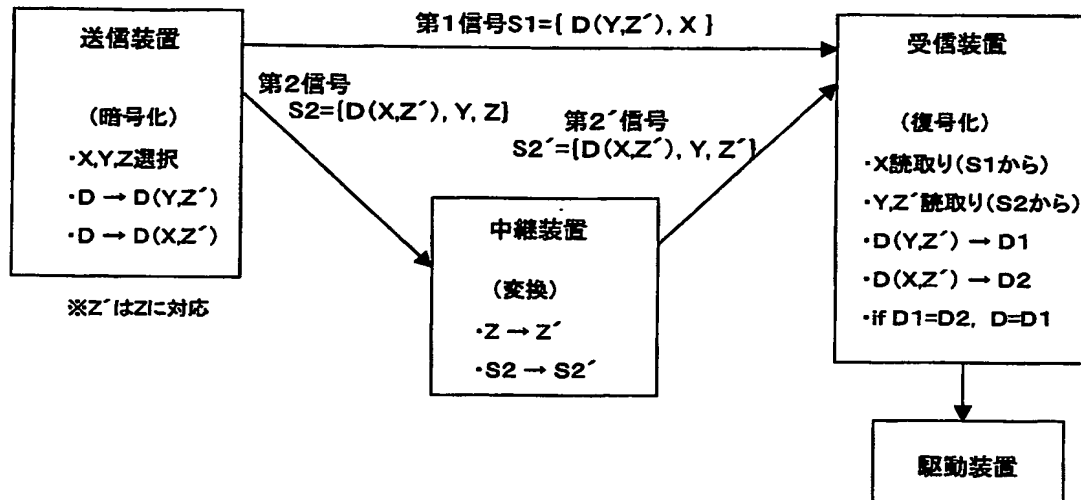 送信装置
(暗号化)
・X,Y,Z選択
・D → D(Y,Z´)
・D → D(X,Z´)
※Z´はZに対応
第1信号S1={ D(Y,Z´), X }
第2信号
S2={D(X,Z´), Y, Z}
第2´信号
S2´={D(X,Z´), Y, Z´}
中継装置
(変換)
・Z → Z´
・S2 → S2´
受信装置
(復号化)
・X読取り(S1から)
・Y,Z´読取り(S2から)
・D(Y,Z´) → D1
・D(X,Z´) → D2
・if D1=D2, D=D1
駆動装置